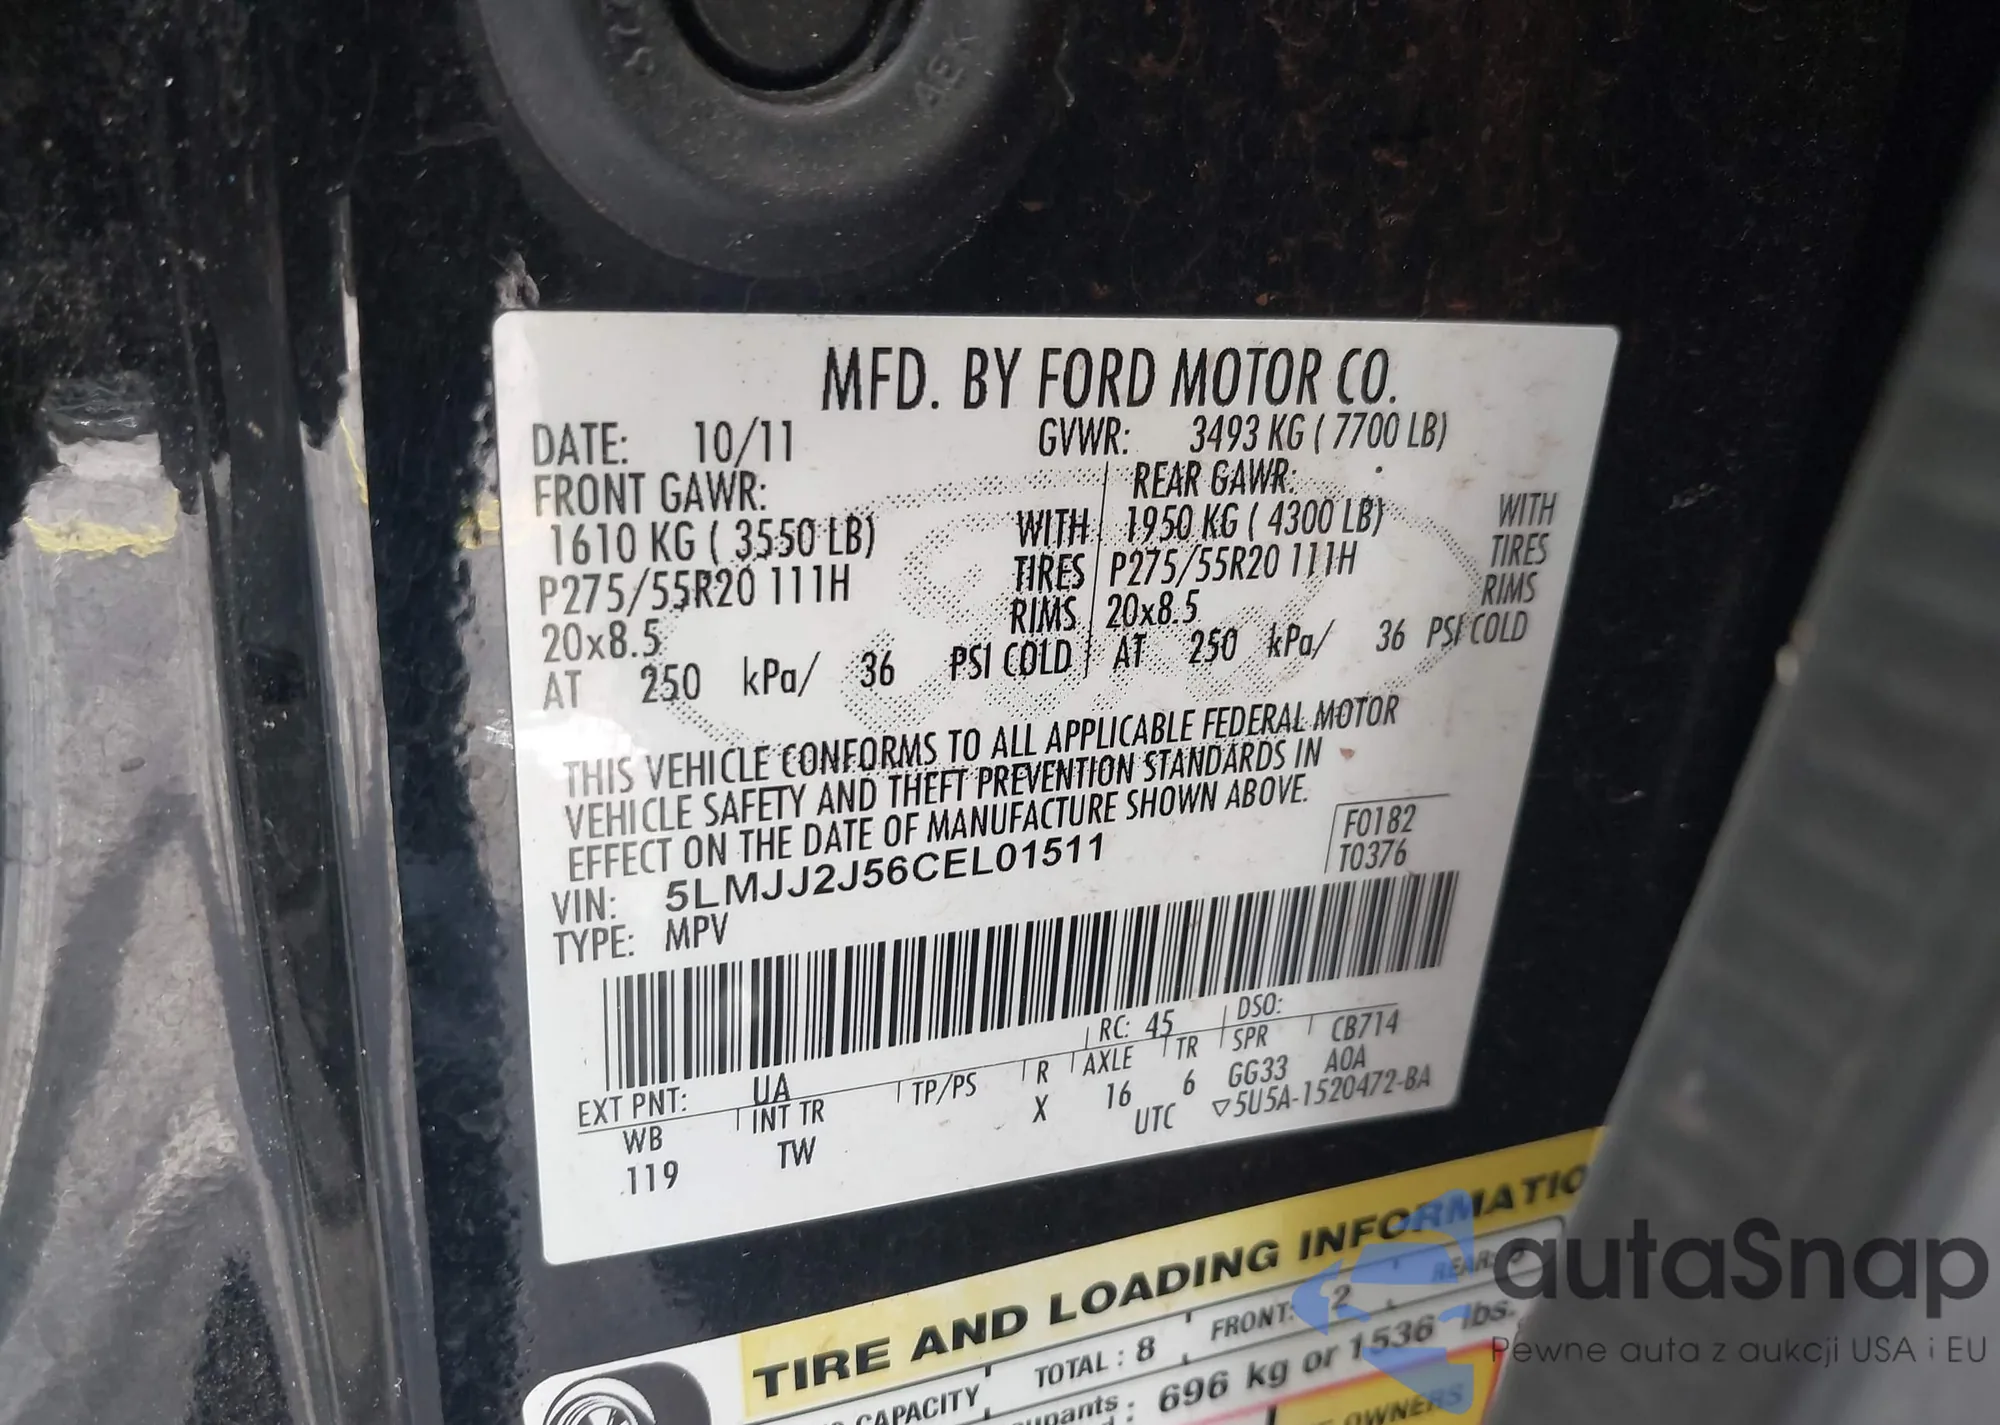 MFD. BY FORD MOTOR CO.
DATE: 10/11 GVWR: 3493 KG ( 7700 LB)
FRONT GAWR: REAR GAWR:
1610 KG ( 3550 LB) WITH 1950 KG ( 4300 LB) WITH
P275/55R20 111H TIRES P275/55R20 111H TIRES
20x8.5 RIMS 20x8.5 RIMS
AT 250 kPa/ 36 PSI COLD AT 250 kPa/ 36 PSI COLD
THIS VEHICLE CONFORMS TO ALL APPLICABLE FEDERAL MOTOR
VEHICLE SAFETY AND THEFT PREVENTION STANDARDS IN
EFFECT ON THE DATE OF MANUFACTURE SHOWN ABOVE.
F0182
T0376
VIN: 5LMJJ2J56CEL01511
TYPE: MPV
EXT PNT: UA RC: 45 DSO:
WB INT TR TP/PS R AXLE TR SPR CB714
119 TW X 16 6 GG33 AOA
UTC ▽5U5A-1520472-BA
TIRE AND LOADING INFORMATIO
CAPACITY TOTAL : 8 FRONT: 2 REAR:
upants : 696 kg or 1536 lbs.
OWNERS
autaSnap
Pewne auta z aukcji USA i EU